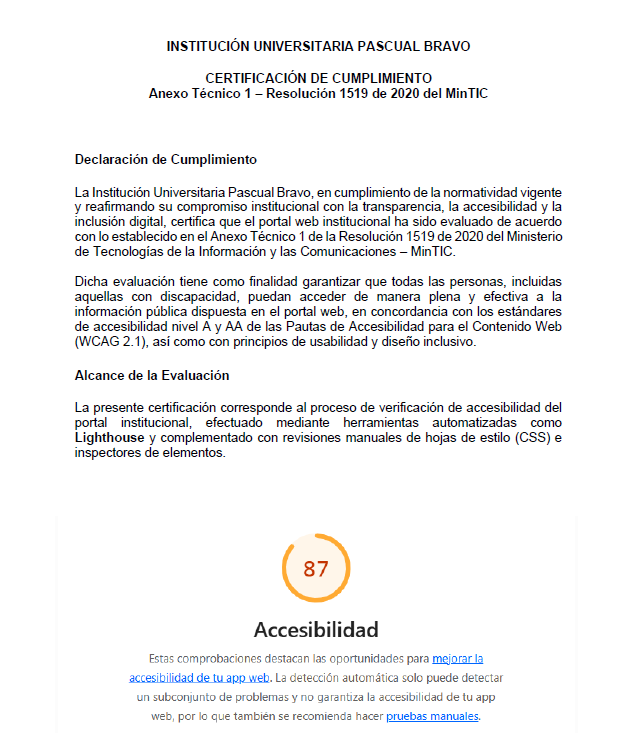 INSTITUCIÓN UNIVERSITARIA PASCUAL BRAVO
CERTIFICACIÓN DE CUMPLIMIENTO
Anexo Técnico 1 – Resolución 1519 de 2020 del MinTIC
Declaración de Cumplimiento
La Institución Universitaria Pascual Bravo, en cumplimiento de la normatividad vigente
y reafirmando su compromiso institucional con la transparencia, la accesibilidad y la
inclusión digital, certifica que el portal web institucional ha sido evaluado de acuerdo
con lo establecido en el Anexo Técnico 1 de la Resolución 1519 de 2020 del Ministerio
de Tecnologías de la Información y las Comunicaciones – MinTIC.
Dicha evaluación tiene como finalidad garantizar que todas las personas, incluidas
aquellas con discapacidad, puedan acceder de manera plena y efectiva a la
información pública dispuesta en el portal web, en concordancia con los estándares
de accesibilidad nivel A y AA de las Pautas de Accesibilidad para el Contenido Web
(WCAG 2.1), así como con principios de usabilidad y diseño inclusivo.
Alcance de la Evaluación
La presente certificación corresponde al proceso de verificación de accesibilidad del
portal institucional, efectuado mediante herramientas automatizadas como
Lighthouse y complementado con revisiones manuales de hojas de estilo (CSS) e
inspectores de elementos.
87
Accesibilidad
Estas comprobaciones destacan las oportunidades para mejorar la
accesibilidad de tu app web. La detección automática solo puede detectar
un subconjunto de problemas y no garantiza la accesibilidad de tu app
web, por lo que también se recomienda hacer pruebas manuales.